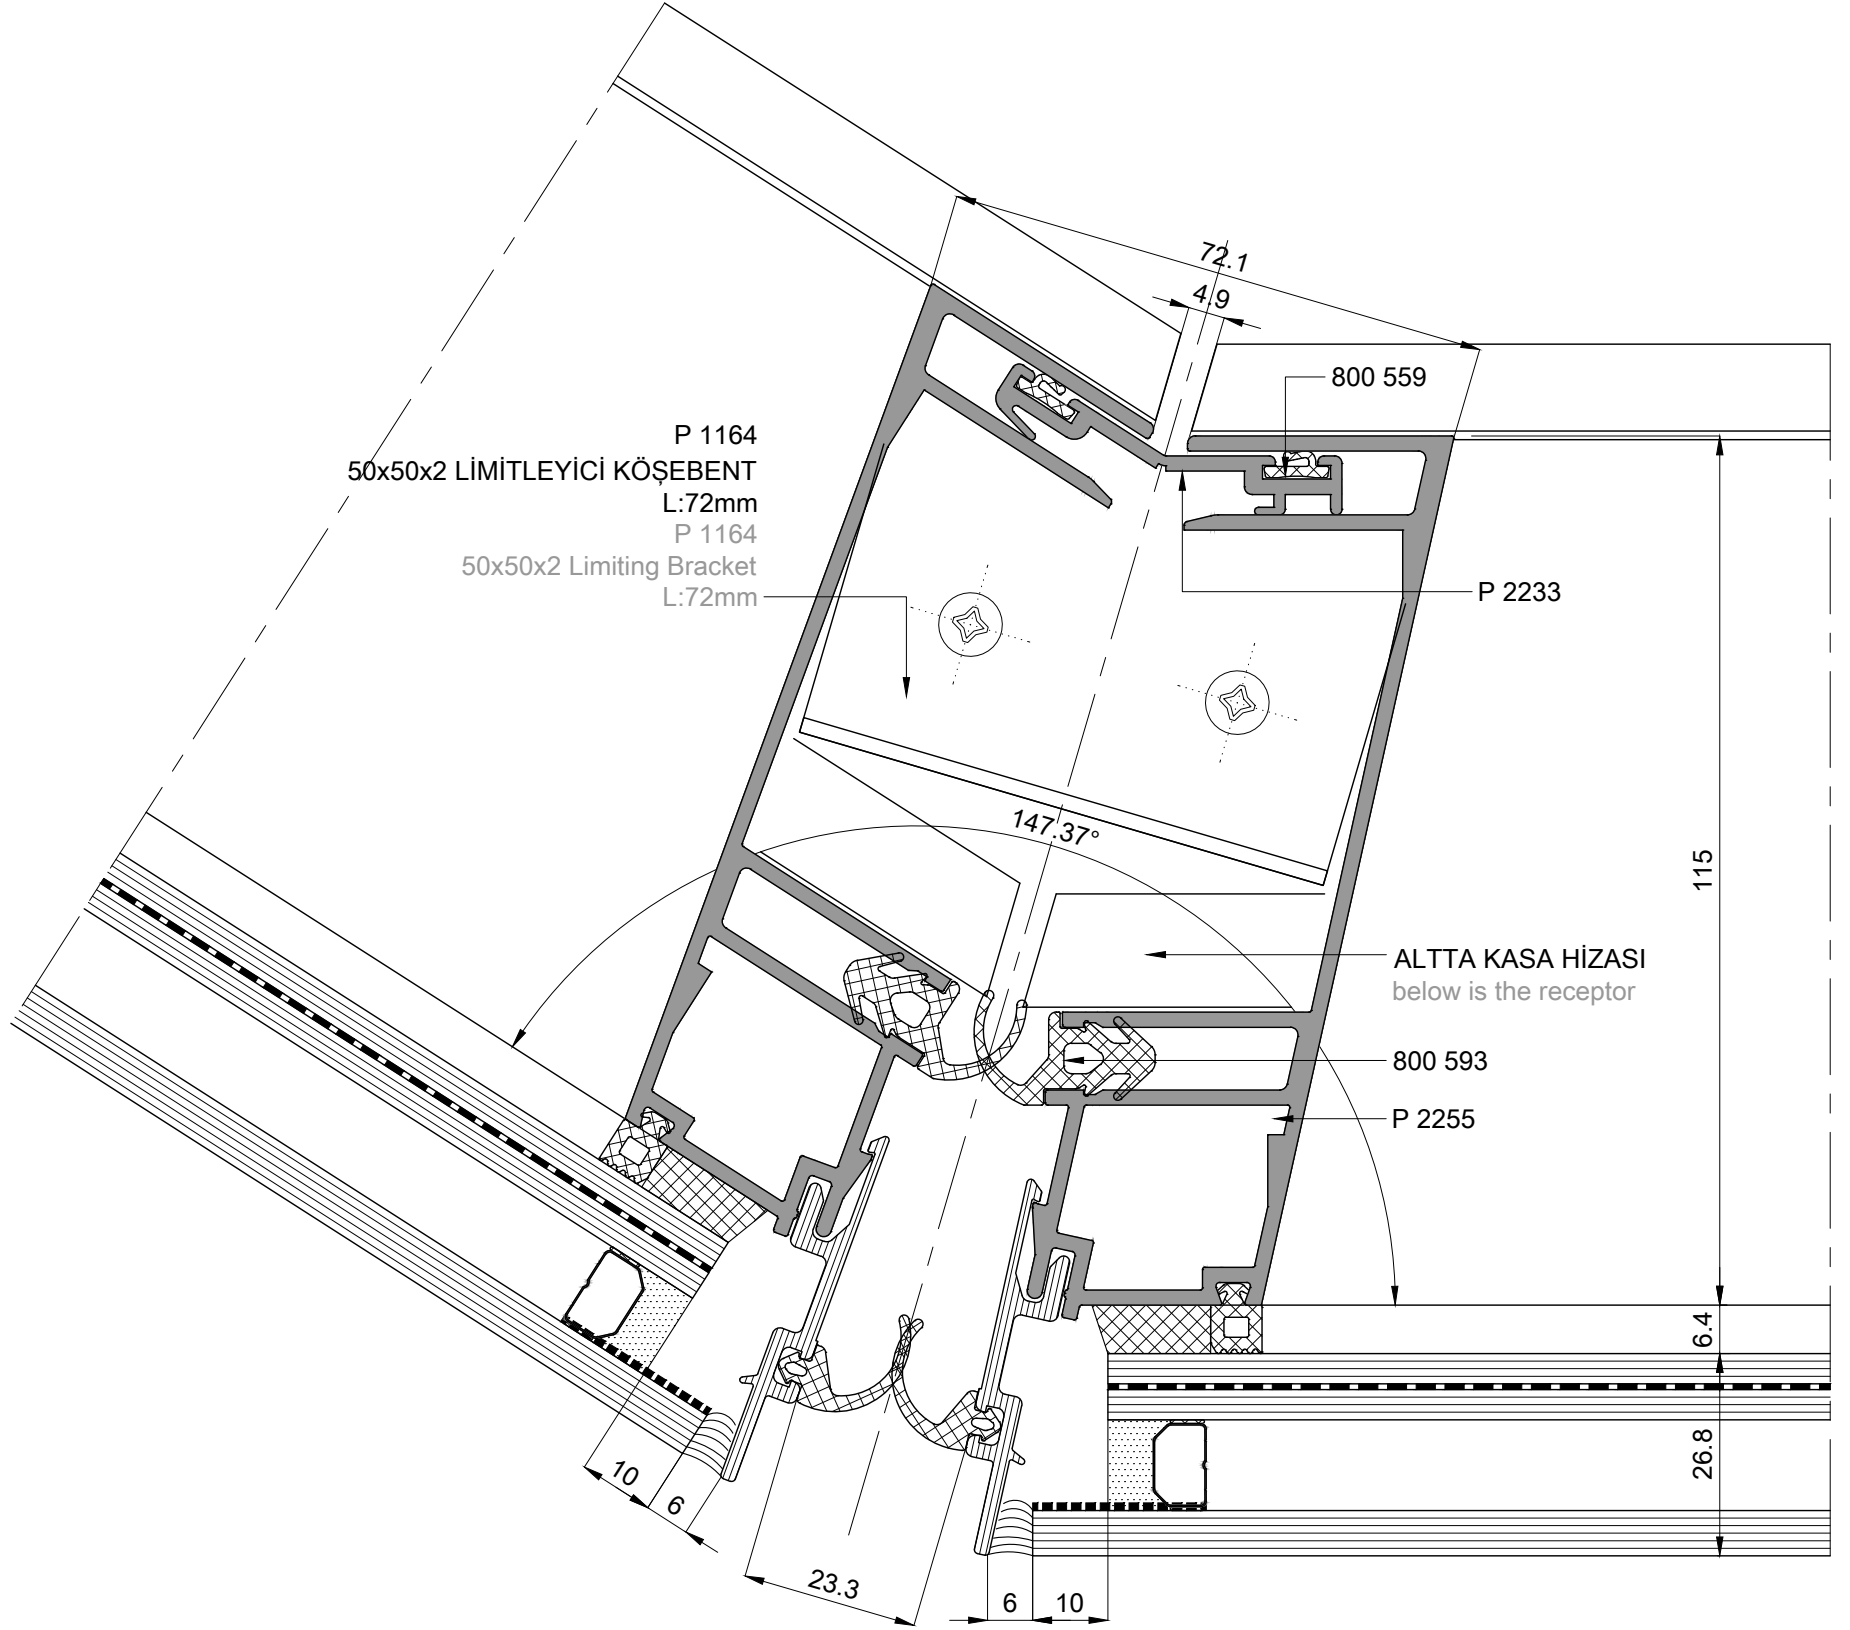 72.1
4.9
800 559
P 1164
50x50x2 LİMİTLEYİCİ KÖŞEBENT
L:72mm
P 1164
50x50x2 Limiting Bracket
L:72mm
P 2233
147.37°
115
ALTTA KASA HİZASI
below is the receptor
800 593
P 2255
6.4
26.8
10
6
23.3
6
10